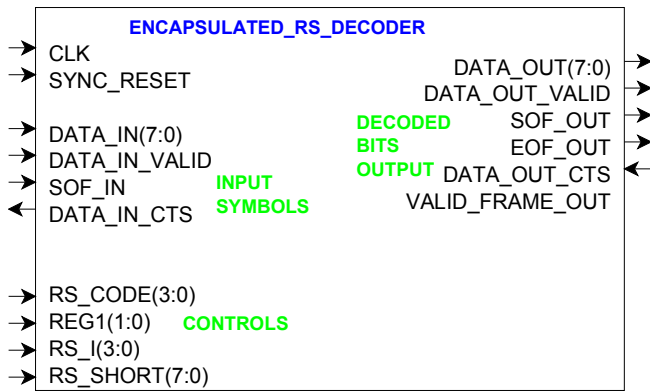 ENCAPSULATED_RS_DECODER
CLK
SYNC_RESET
DATA_IN(7:0)
DATA_IN_VALID
SOF_IN
DATA_IN_CTS
INPUT
SYMBOLS
DATA_OUT(7:0)
DATA_OUT_VALID
SOF_OUT
EOF_OUT
DATA_OUT_CTS
VALID_FRAME_OUT
DECODED
BITS
OUTPUT
RS_CODE(3:0)
REG1(1:0)
RS_I(3:0)
RS_SHORT(7:0)
CONTROLS